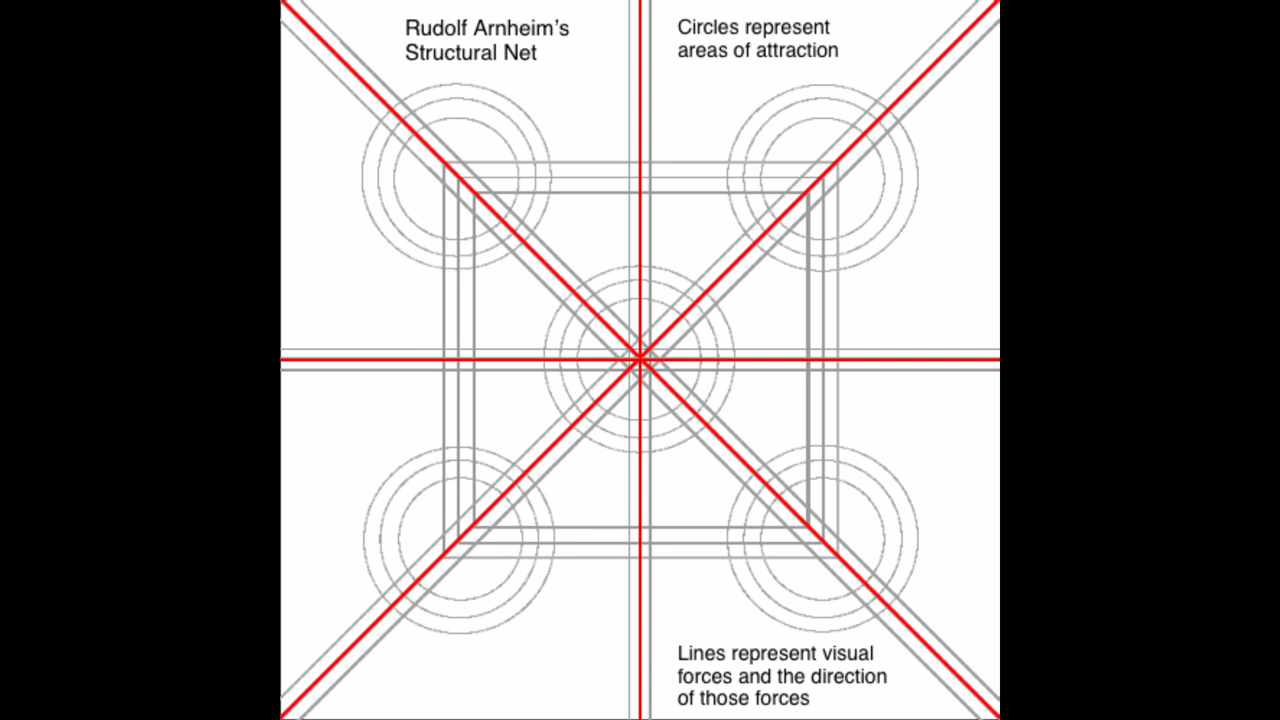 Rudolf Arnheim's
Structural Net
Circles represent
areas of attraction
Lines represent visual
forces and the direction
of those forces